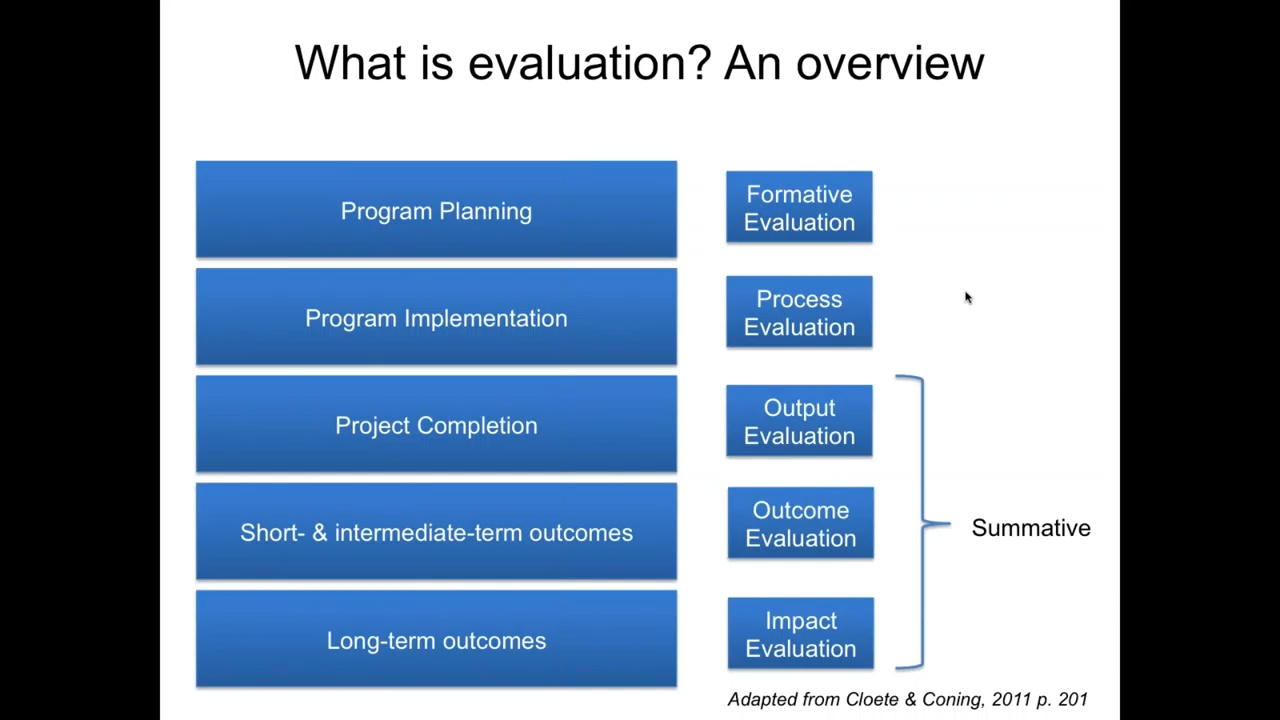 What is evaluation? An overview
Program Planning
Formative
Evaluation
Program Implementation
Process
Evaluation
Project Completion
Output
Evaluation
Short- & intermediate-term outcomes
Outcome
Evaluation
Summative
Long-term outcomes
Impact
Evaluation
Adapted from Cloete & Coning, 2011 p. 201